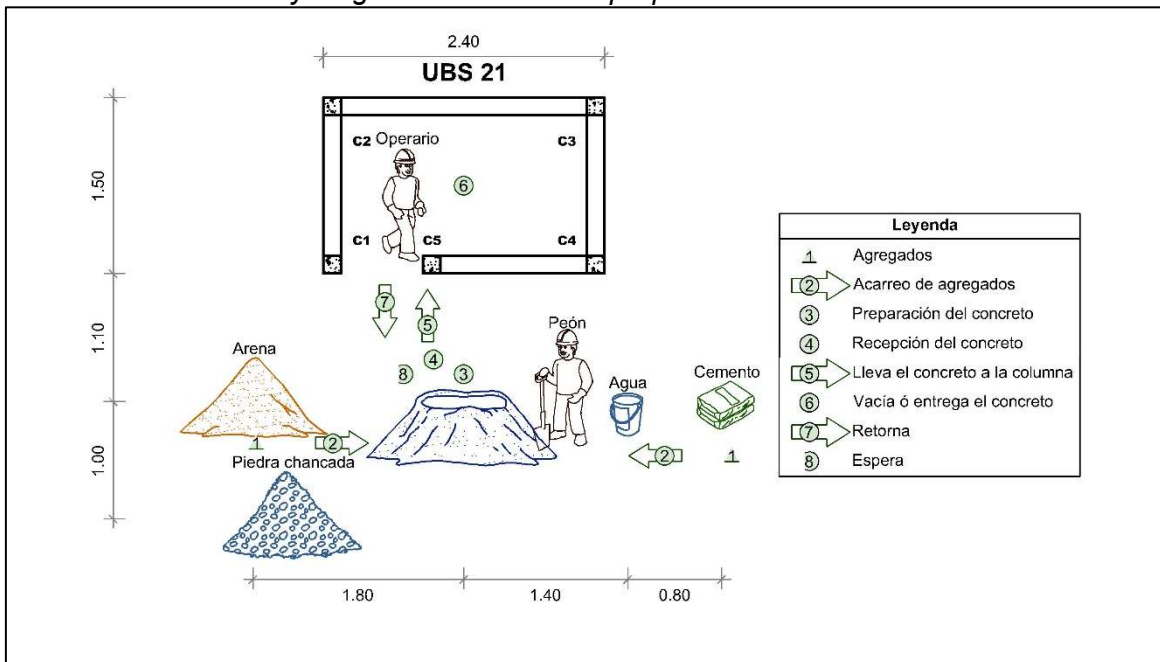 2.40
UBS 21
C2 Operario
C3
6
1.50
C1
C5
C4
7
5
1.10
Peón
Arena
4
8
3
Agua
Cemento
1
2
2
1
Piedra chancada
1.00
1.80
1.40
0.80
Leyenda
1 Agregados
2 Acarreo de agregados
3 Preparación del concreto
4 Recepción del concreto
5 Lleva el concreto a la columna
6 Vacía ó entrega el concreto
7 Retorna
8 Espera